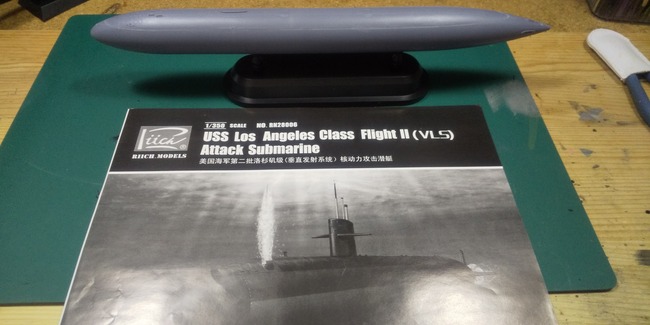 1/350 SCALE NO. RN28006
Riich
RIICH.MODELS
USS Los Angeles Class Flight II (VLS)
Attack Submarine
美国海军第二批洛杉矶级(垂直发射系统)核动力攻击潜艇